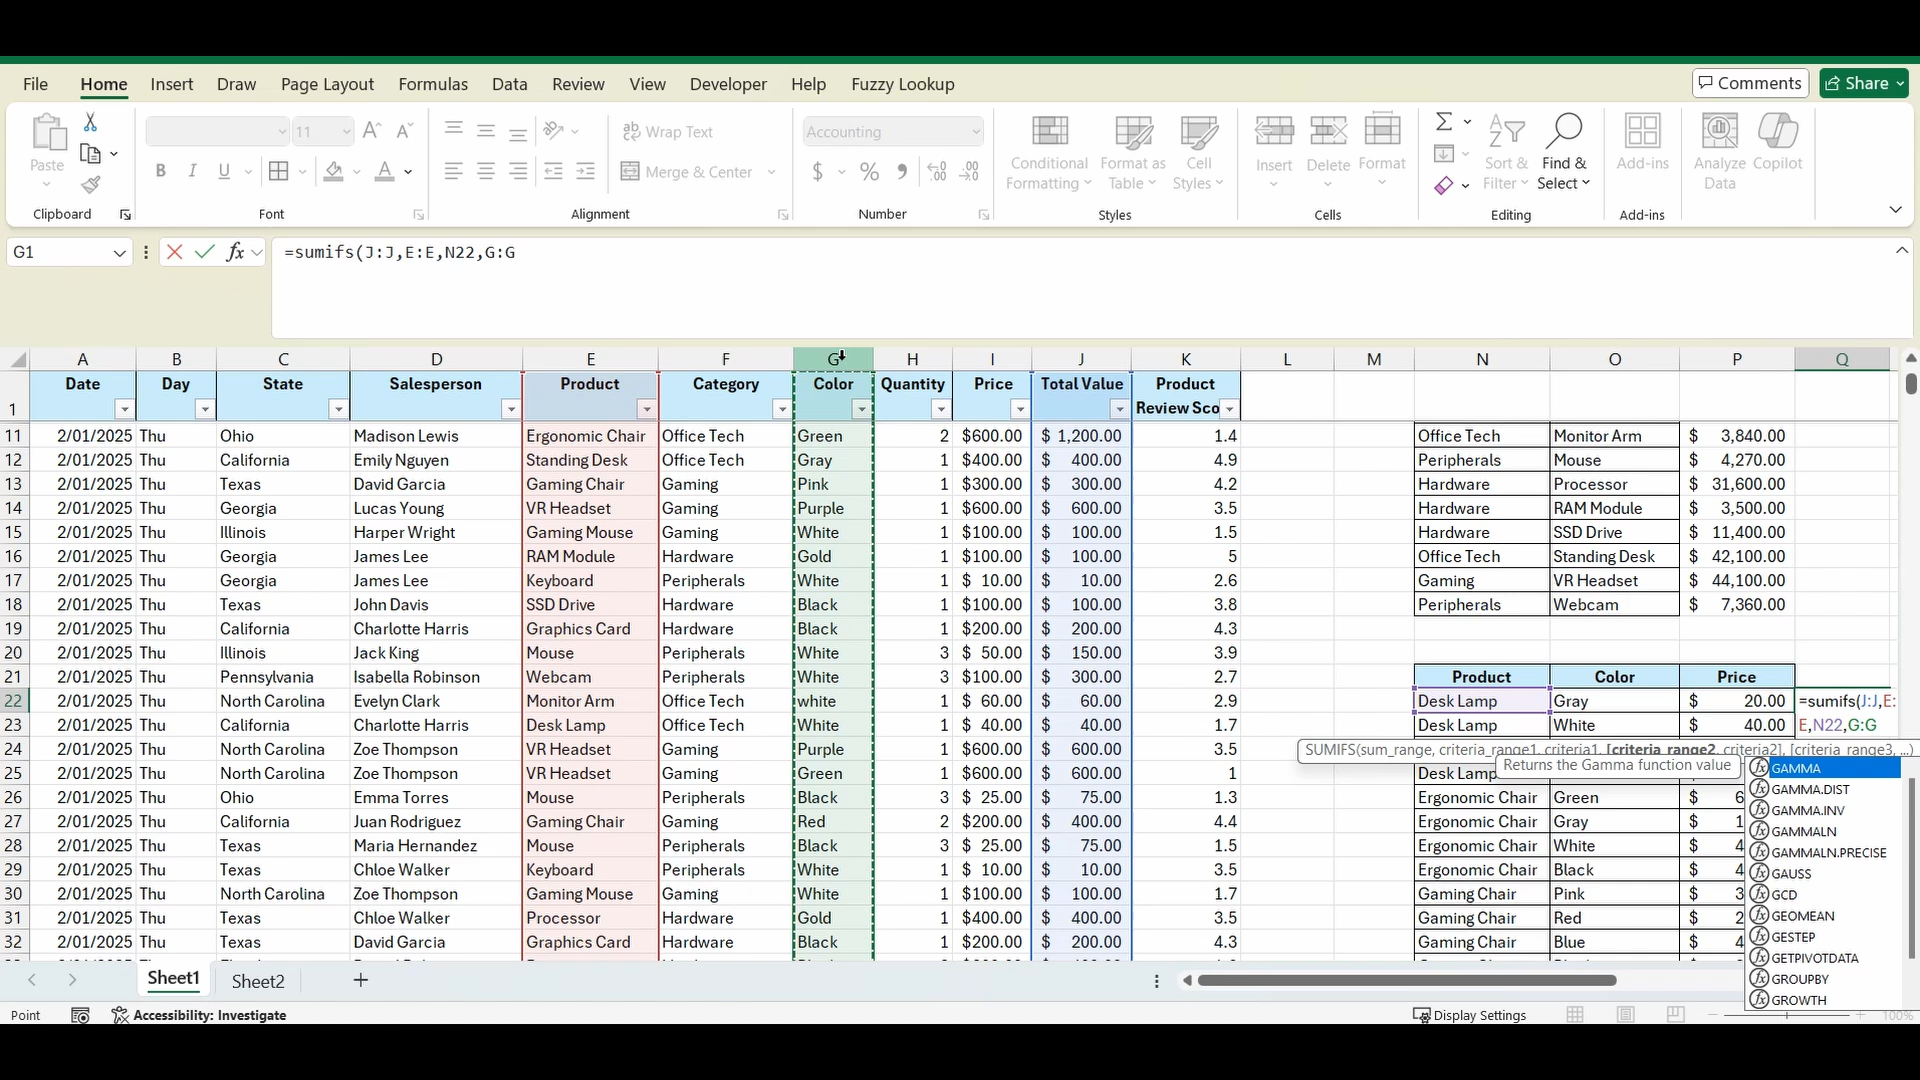 File Home Insert Draw Page Layout Formulas Data Review View Developer Help Fuzzy Lookup Comments Share
Paste 11 A^ A˅ B I U Wrap Text Merge & Center Accounting $ % , Conditional Formatting Format as Table Cell Styles Insert Delete Format Sort & Filter Find & Select Add-ins Analyze Data Copilot
Clipboard Font Alignment Number Styles Cells Editing Add-ins
G1 fx =sumifs(J:J,E:E,N22,G:G
A B C D E F G H I J K L M N O P Q
1 Date Day State Salesperson Product Category Color Quantity Price Total Value Product Review Sco
11 2/01/2025 Thu Ohio Madison Lewis Ergonomic Chair Office Tech Green 2 $600.00 $ 1,200.00 1.4 Office Tech Monitor Arm $ 3,840.00
12 2/01/2025 Thu California Emily Nguyen Standing Desk Office Tech Gray 1 $400.00 $ 400.00 4.9 Peripherals Mouse $ 4,270.00
13 2/01/2025 Thu Texas David Garcia Gaming Chair Gaming Pink 1 $300.00 $ 300.00 4.2 Hardware Processor $ 31,600.00
14 2/01/2025 Thu Georgia Lucas Young VR Headset Gaming Purple 1 $600.00 $ 600.00 3.5 Hardware RAM Module $ 3,500.00
15 2/01/2025 Thu Illinois Harper Wright Gaming Mouse Gaming White 1 $100.00 $ 100.00 1.5 Hardware SSD Drive $ 11,400.00
16 2/01/2025 Thu Georgia James Lee RAM Module Hardware Gold 1 $100.00 $ 100.00 5 Office Tech Standing Desk $ 42,100.00
17 2/01/2025 Thu Georgia James Lee Keyboard Peripherals White 1 $ 10.00 $ 10.00 2.6 Gaming VR Headset $ 44,100.00
18 2/01/2025 Thu Texas John Davis SSD Drive Hardware Black 1 $100.00 $ 100.00 3.8 Peripherals Webcam $ 7,360.00
19 2/01/2025 Thu California Charlotte Harris Graphics Card Hardware Black 1 $200.00 $ 200.00 4.3
20 2/01/2025 Thu Illinois Jack King Mouse Peripherals White 3 $ 50.00 $ 150.00 3.9
21 2/01/2025 Thu Pennsylvania Isabella Robinson Webcam Peripherals White 3 $100.00 $ 300.00 2.7 Product Color Price
22 2/01/2025 Thu North Carolina Evelyn Clark Monitor Arm Office Tech white 1 $ 60.00 $ 60.00 2.9 Desk Lamp Gray $ 20.00 =sumifs(J:J,E:
23 2/01/2025 Thu California Charlotte Harris Desk Lamp Office Tech White 1 $ 40.00 $ 40.00 1.7 Desk Lamp White $ 40.00 E,N22,G:G
24 2/01/2025 Thu North Carolina Zoe Thompson VR Headset Gaming Purple 1 $600.00 $ 600.00 3.5 SUMIFS(sum_range, criteria_range1, criteria1, [criteria_range2, criteria2], [criteria_range3, ...)
Returns the Gamma function value GAMMA
25 2/01/2025 Thu North Carolina Zoe Thompson VR Headset Gaming Green 1 $600.00 $ 600.00 1 Desk Lamp GAMMA.DIST
26 2/01/2025 Thu Ohio Emma Torres Mouse Peripherals Black 3 $ 25.00 $ 75.00 1.3 Ergonomic Chair Green $ 6 GAMMA.INV
27 2/01/2025 Thu California Juan Rodriguez Gaming Chair Gaming Red 2 $200.00 $ 400.00 4.4 Ergonomic Chair Gray $ 1 GAMMALN
28 2/01/2025 Thu Texas Maria Hernandez Mouse Peripherals Black 3 $ 25.00 $ 75.00 1.5 Ergonomic Chair White $ 4 GAMMALN.PRECISE
29 2/01/2025 Thu Texas Chloe Walker Keyboard Peripherals White 1 $ 10.00 $ 10.00 3.5 Ergonomic Chair Black $ 4 GAUSS
30 2/01/2025 Thu North Carolina Zoe Thompson Gaming Mouse Gaming White 1 $100.00 $ 100.00 1.7 Gaming Chair Pink $ 3 GCD
31 2/01/2025 Thu Texas Chloe Walker Processor Hardware Gold 1 $400.00 $ 400.00 3.5 Gaming Chair Red $ 2 GEOMEAN
32 2/01/2025 Thu Texas David Garcia Graphics Card Hardware Black 1 $200.00 $ 200.00 4.3 Gaming Chair Blue $ 4 GESTEP
GETPIVOTDATA
Sheet1 Sheet2 + GROUPBY
GROWTH
Point Accessibility: Investigate Display Settings 100%